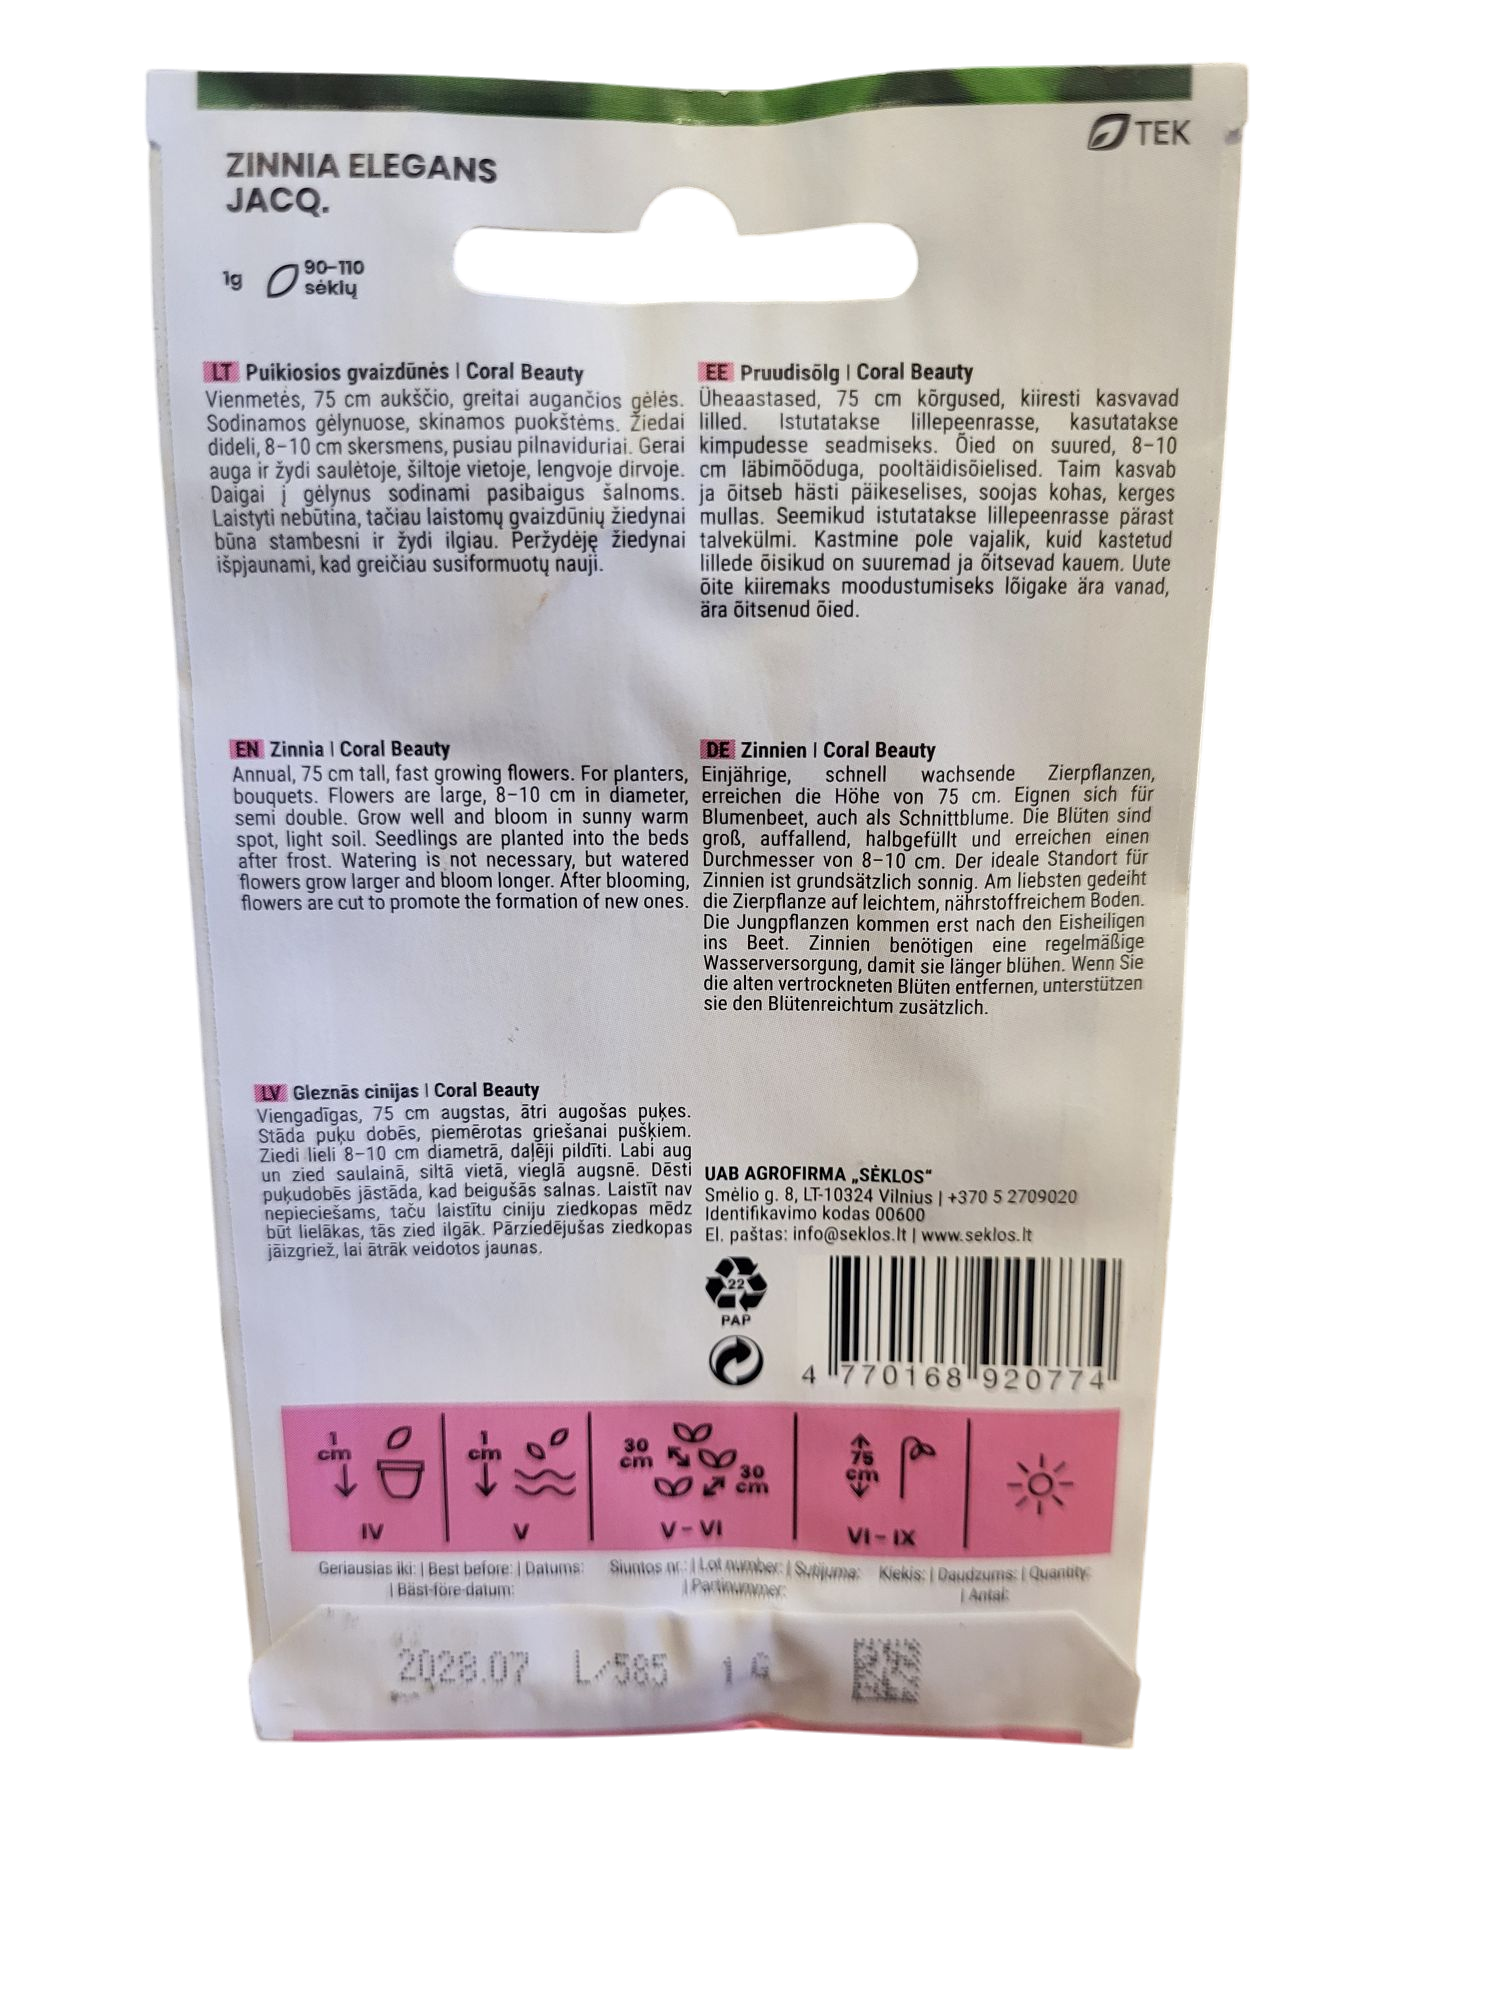 TEK
ZINNIA ELEGANS
JACQ.
1g
90–110
sėklų
LT Puikiosios gvaizdūnės | Coral Beauty
Vienmetės, 75 cm aukščio, greitai augančios gėlės.
Sodinamos gėlynuose, skinamos puokštėms. Žiedai
dideli, 8–10 cm skersmens, pusiau pilnaviduriai. Gerai
auga ir žydi saulėtoje, šiltoje vietoje, lengvoje dirvoje.
Daigai į gėlynus sodinami pasibaigus šalnoms.
Laistyti nebūtina, tačiau laistomų gvaizdūnių žiedynai
būna stambesni ir žydi ilgiau. Peržydėję žiedynai
išpjaunami, kad greičiau susiformuotų nauji.
EE Pruudisõlg | Coral Beauty
Üheaastased, 75 cm kõrgused, kiiresti kasvavad
lilled. Istutatakse lillepeenrasse, kasutatakse
kimpudesse seadmiseks. Õied on suured, 8–10
cm läbimõõduga, pooltäidisõielised. Taim kasvab
ja õitseb hästi päikeselises, soojas kohas, kerges
mullas. Seemikud istutatakse lillepeenrasse pärast
talvekülmi. Kastmine pole vajalik, kuid kastetud
lillede õisikud on suuremad ja õitsevad kauem. Uute
õite kiiremaks moodustumiseks lõigake ära vanad,
ära õitsenud õied.
EN Zinnia | Coral Beauty
Annual, 75 cm tall, fast growing flowers. For planters,
bouquets. Flowers are large, 8–10 cm in diameter,
semi double. Grow well and bloom in sunny warm
spot, light soil. Seedlings are planted into the beds
after frost. Watering is not necessary, but watered
flowers grow larger and bloom longer. After blooming,
flowers are cut to promote the formation of new ones.
DE Zinnien | Coral Beauty
Einjährige, schnell wachsende Zierpflanzen,
erreichen die Höhe von 75 cm. Eignen sich für
Blumenbeet, auch als Schnittblume. Die Blüten sind
groß, auffallend, halbgefüllt und erreichen einen
Durchmesser von 8–10 cm. Der ideale Standort für
Zinnien ist grundsätzlich sonnig. Am liebsten gedeiht
die Zierpflanze auf leichtem, nährstoffreichem Boden.
Die Jungpflanzen kommen erst nach den Eisheiligen
ins Beet. Zinnien benötigen eine regelmäßige
Wasserversorgung, damit sie länger blühen. Wenn Sie
die alten vertrockneten Blüten entfernen, unterstützen
sie den Blütenreichtum zusätzlich.
LV Gleznās cinijas | Coral Beauty
Viengadīgas, 75 cm augstas, ātri augošas puķes.
Stāda puķu dobēs, piemērotas griešanai pušķiem.
Ziedi lieli 8–10 cm diametrā, daļēji pildīti. Labi aug
un zied saulainā, siltā vietā, vieglā augsnē. Dēsti
puķudobēs jāstāda, kad beigušās salnas. Laistīt nav
nepieciešams, taču laistītu ciniju ziedkopas mēdz
būt lielākas, tās zied ilgāk. Pārziedējušas ziedkopas
jāizgriež, lai ātrāk veidotos jaunas.
UAB AGROFIRMA „SĖKLOS“
Smėlio g. 8, LT-10324 Vilnius | +370 5 2709020
Identifikavimo kodas 00600
El. paštas: info@seklos.lt | www.seklos.lt
22
PAP
4 770168 920774
1
cm
IV
1
cm
V
30
cm
30
cm
V – VI
75
cm
VI – IX
Geriausias iki: | Best before: | Datums:
| Bäst-före-datum:
Siuntos nr.: | Lot number: | Sūtījuma:
| Partinummer:
Kiekis: | Daudzums: | Quantity:
| Antal:
2028.07 L/585 1 G